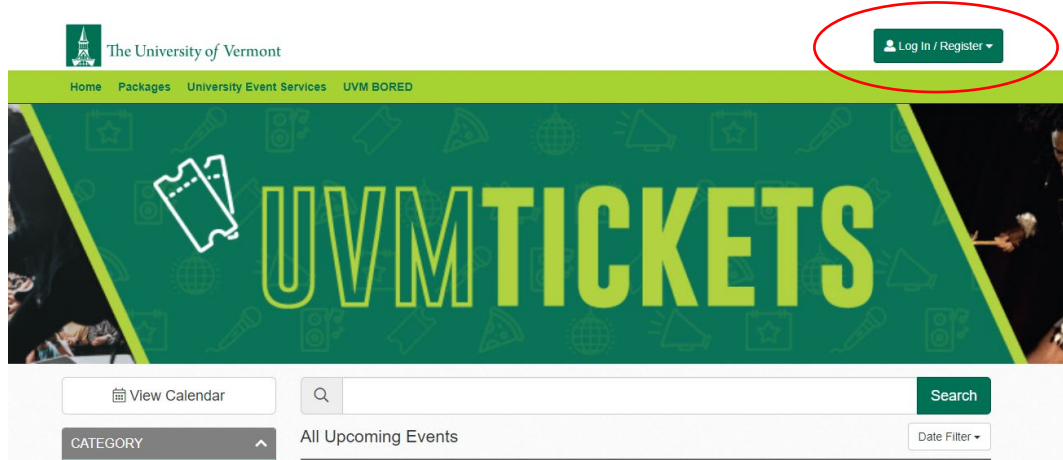 The University of Vermont
Log In / Register
Home Packages University Event Services UVM BORED
UVMTICKETS
View Calendar
Search
CATEGORY
All Upcoming Events
Date Filter